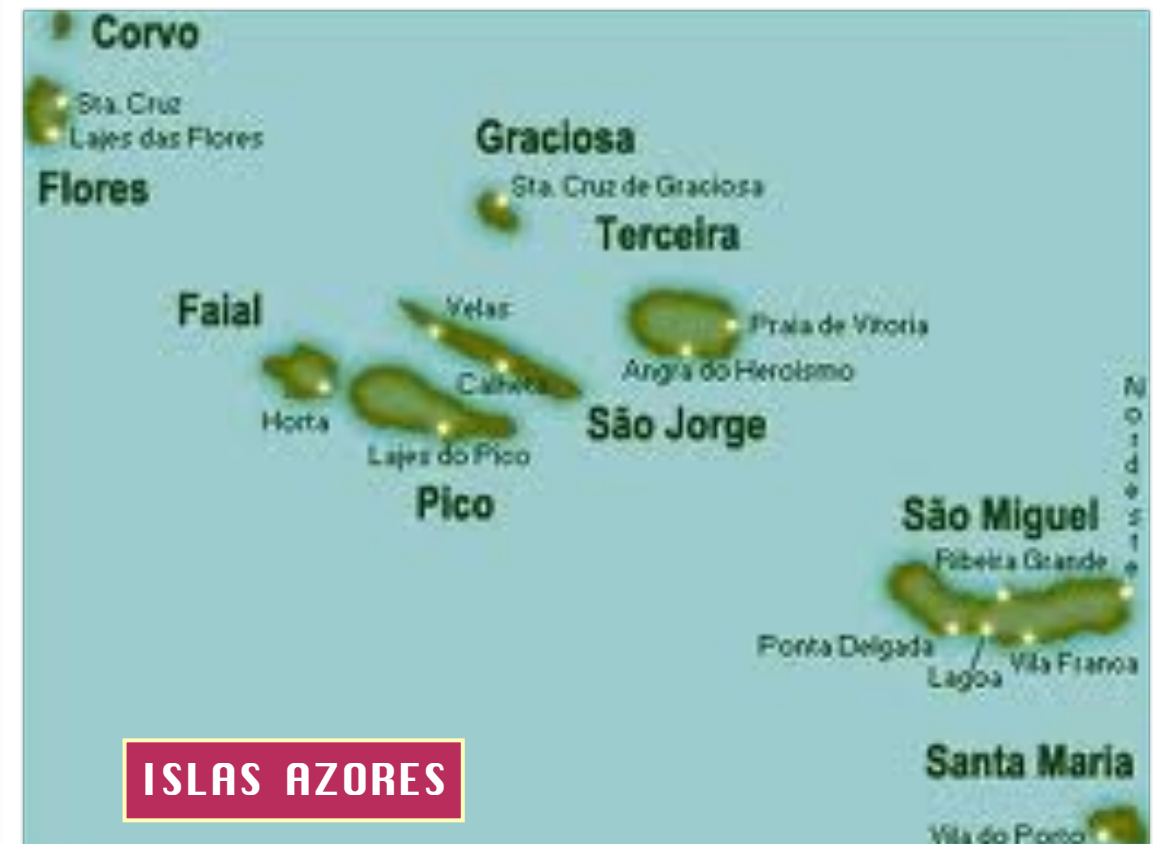 Corvo
Sta. Cruz
Lajes das Flores
Flores
Graciosa
Sta. Cruz de Graciosa
Terceira
Faial
Velas
Praia de Vitoria
Angra do Heroísmo
Calheta
Horta
São Jorge
Lajes do Pico
Pico
Nordeste
São Miguel
Ribeira Grande
Ponta Delgada
Lagoa
Vila Franca
ISLAS AZORES
Santa Maria
Vila do Porto